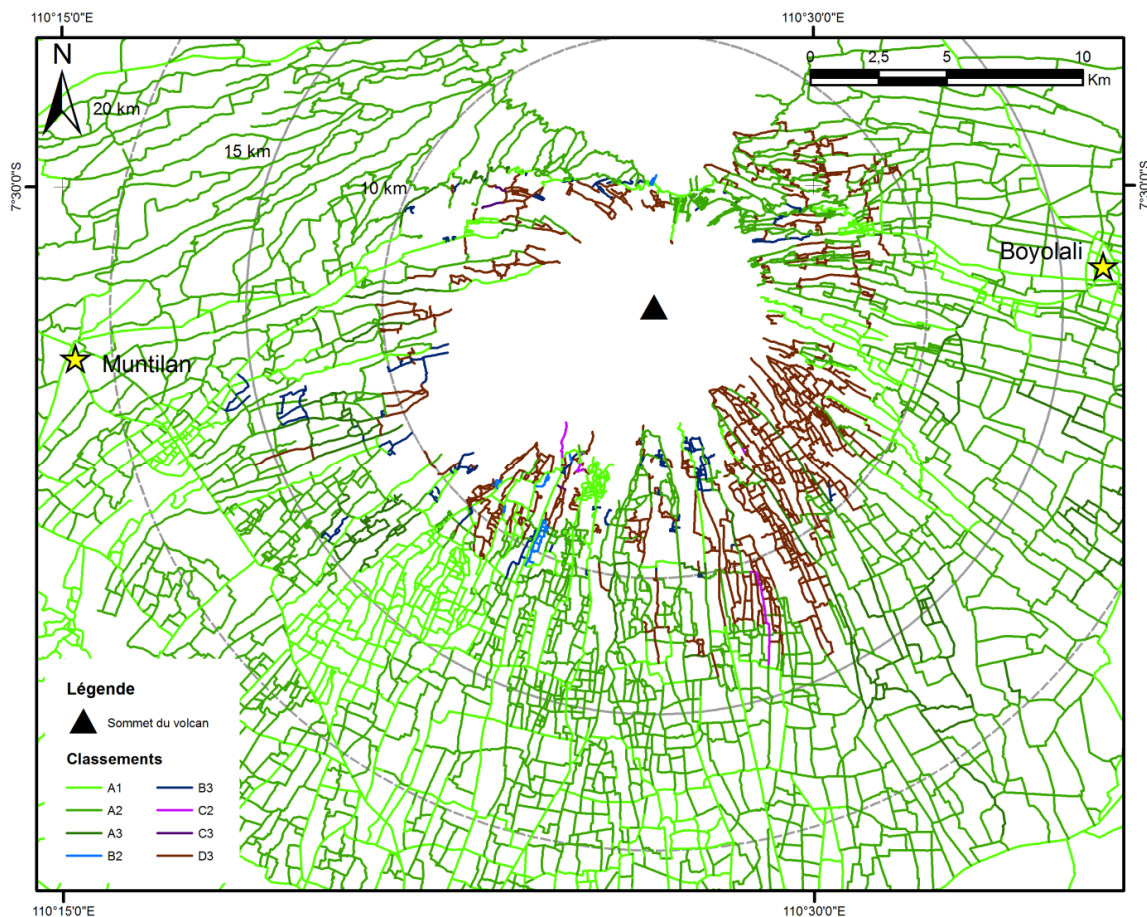 110°15'0"E
110°30'0"E
N
0
2,5
5
10
Km
20 km
15 km
10 km
7°30'0"S
7°30'0"S
Boyolali
Muntilan
Légende
Sommet du volcan
Classements
A1
B3
A2
C2
A3
C3
B2
D3
110°15'0"E
110°30'0"E